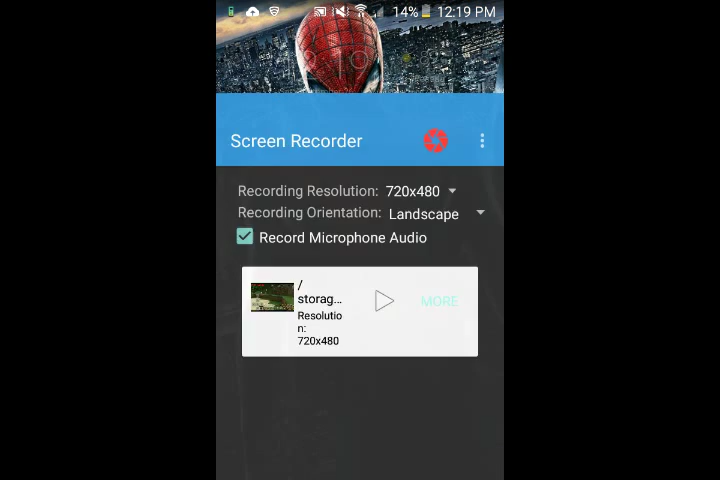 14% 12:19 PM
Screen Recorder
Recording Resolution: 720x480
Recording Orientation: Landscape
Record Microphone Audio
/
storag...
Resolutio
n:
720x480
MORE